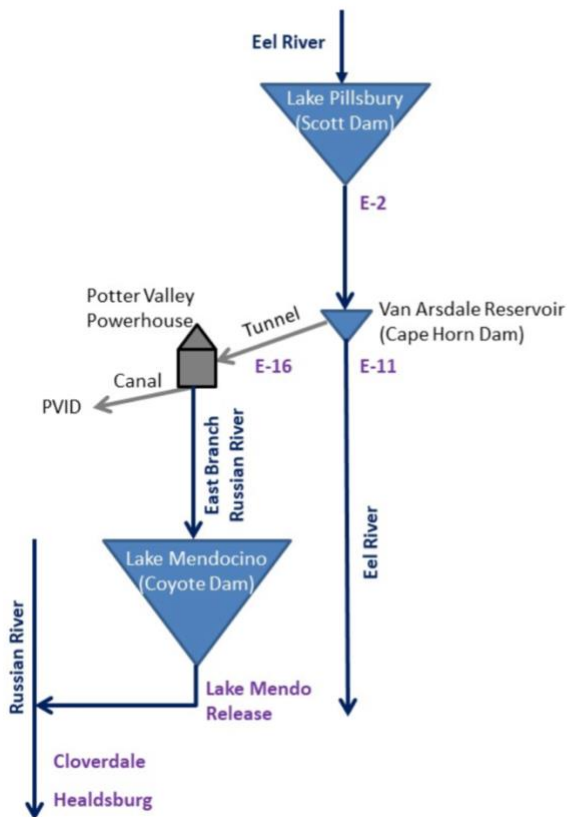 Eel River
Lake Pillsbury
(Scott Dam)
E-2
Potter Valley
Powerhouse
Tunnel
Van Arsdale Reservoir
(Cape Horn Dam)
E-16
E-11
Canal
PVID
East Branch
Russian River
Eel River
Lake Mendocino
(Coyote Dam)
Russian River
Lake Mendo
Release
Cloverdale
Healdsburg